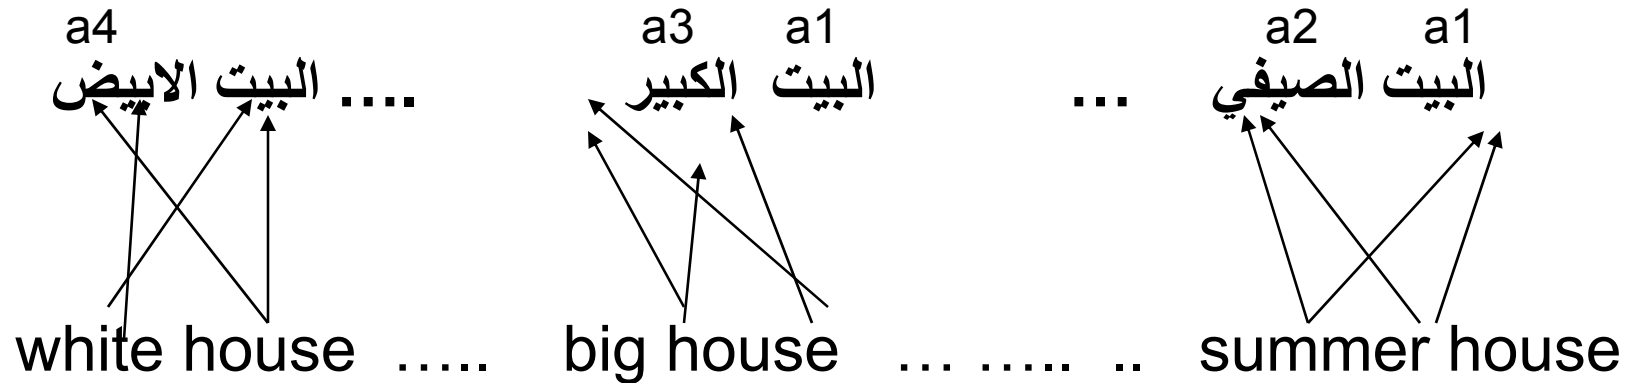 a4 a3 a1 a2 a1
البيت الصيفي ... البيت الكبير .... البيت الابيض
white house ..... big house ... ..... .. summer house